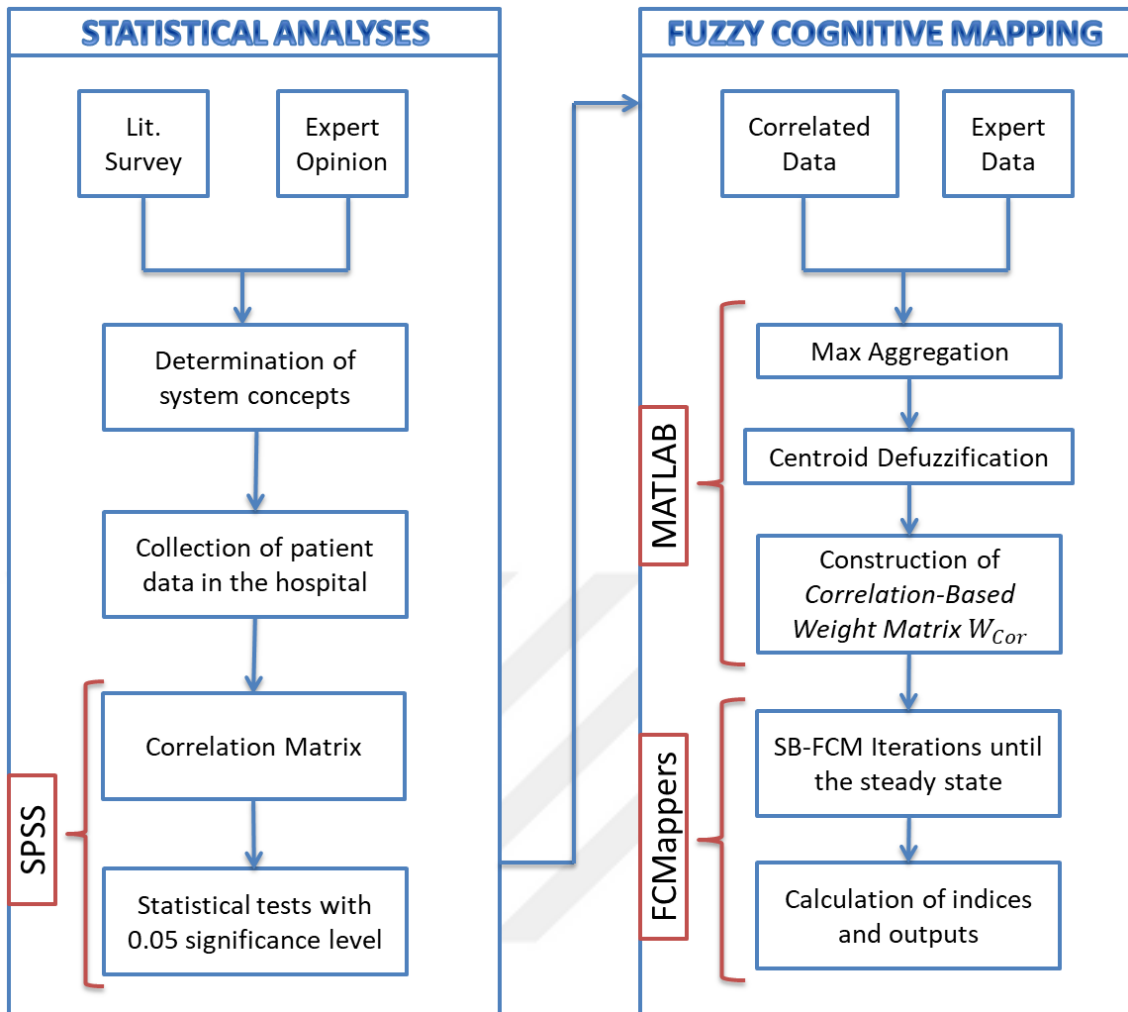 STATISTICAL ANALYSES
Lit.
Survey
Expert
Opinion
Determination of
system concepts
Collection of patient
data in the hospital
SPSS
Correlation Matrix
Statistical tests with
0.05 significance level
FUZZY COGNITIVE MAPPING
Correlated
Data
Expert
Data
MATLAB
Max Aggregation
Centroid Defuzzification
Construction of
Correlation-Based
Weight Matrix W_Cor
FCMappers
SB-FCM Iterations until
the steady state
Calculation of indices
and outputs